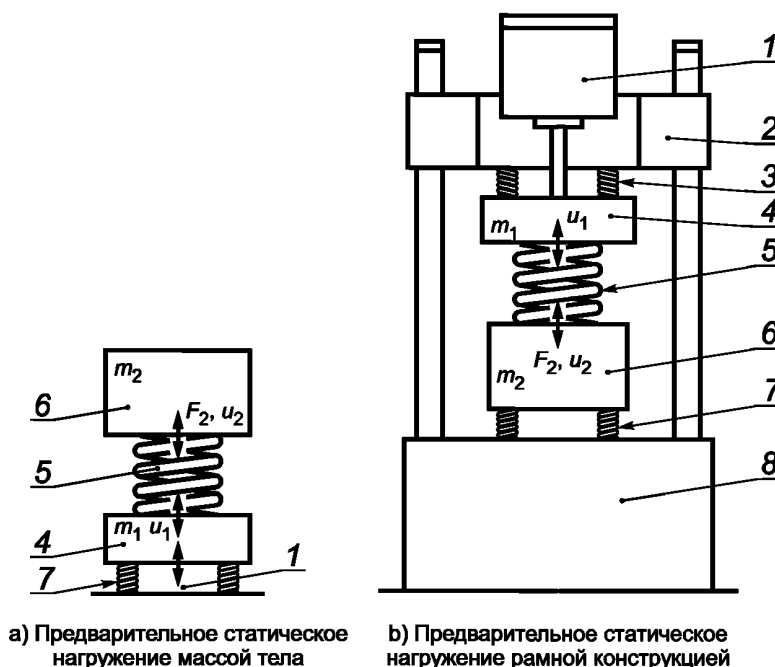 1
2
3
4
m₁ u₁
5
6
m₂ F₂, u₂
7
8
m₂
6
F₂, u₂
5
m₁ u₁
4
7
1
а) Предварительное статическое
нагружение массой тела
b) Предварительное статическое
нагружение рамной конструкцией